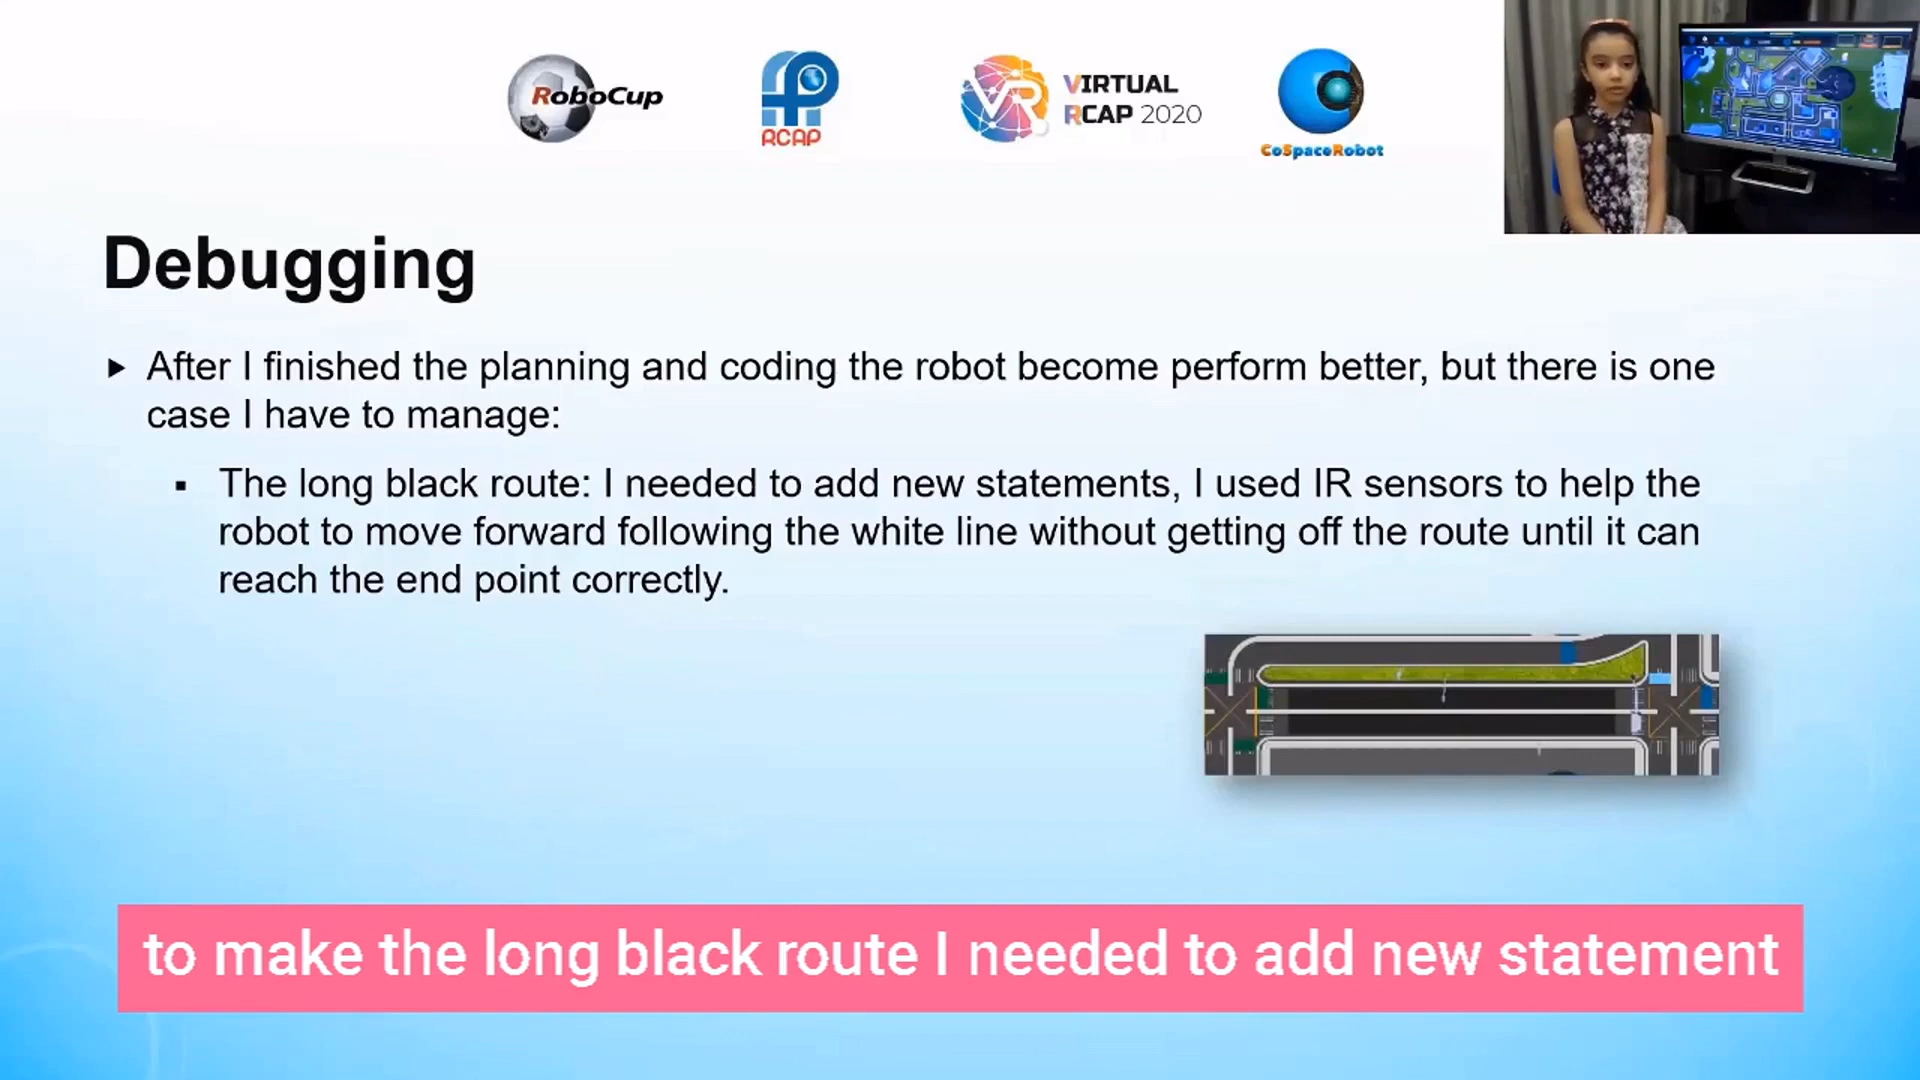 RoboCup
RCAP
VIRTUAL
RCAP 2020
CoSpaceRobot
Debugging
After I finished the planning and coding the robot become perform better, but there is one
case I have to manage:
The long black route: I needed to add new statements, I used IR sensors to help the
robot to move forward following the white line without getting off the route until it can
reach the end point correctly.
to make the long black route I needed to add new statement